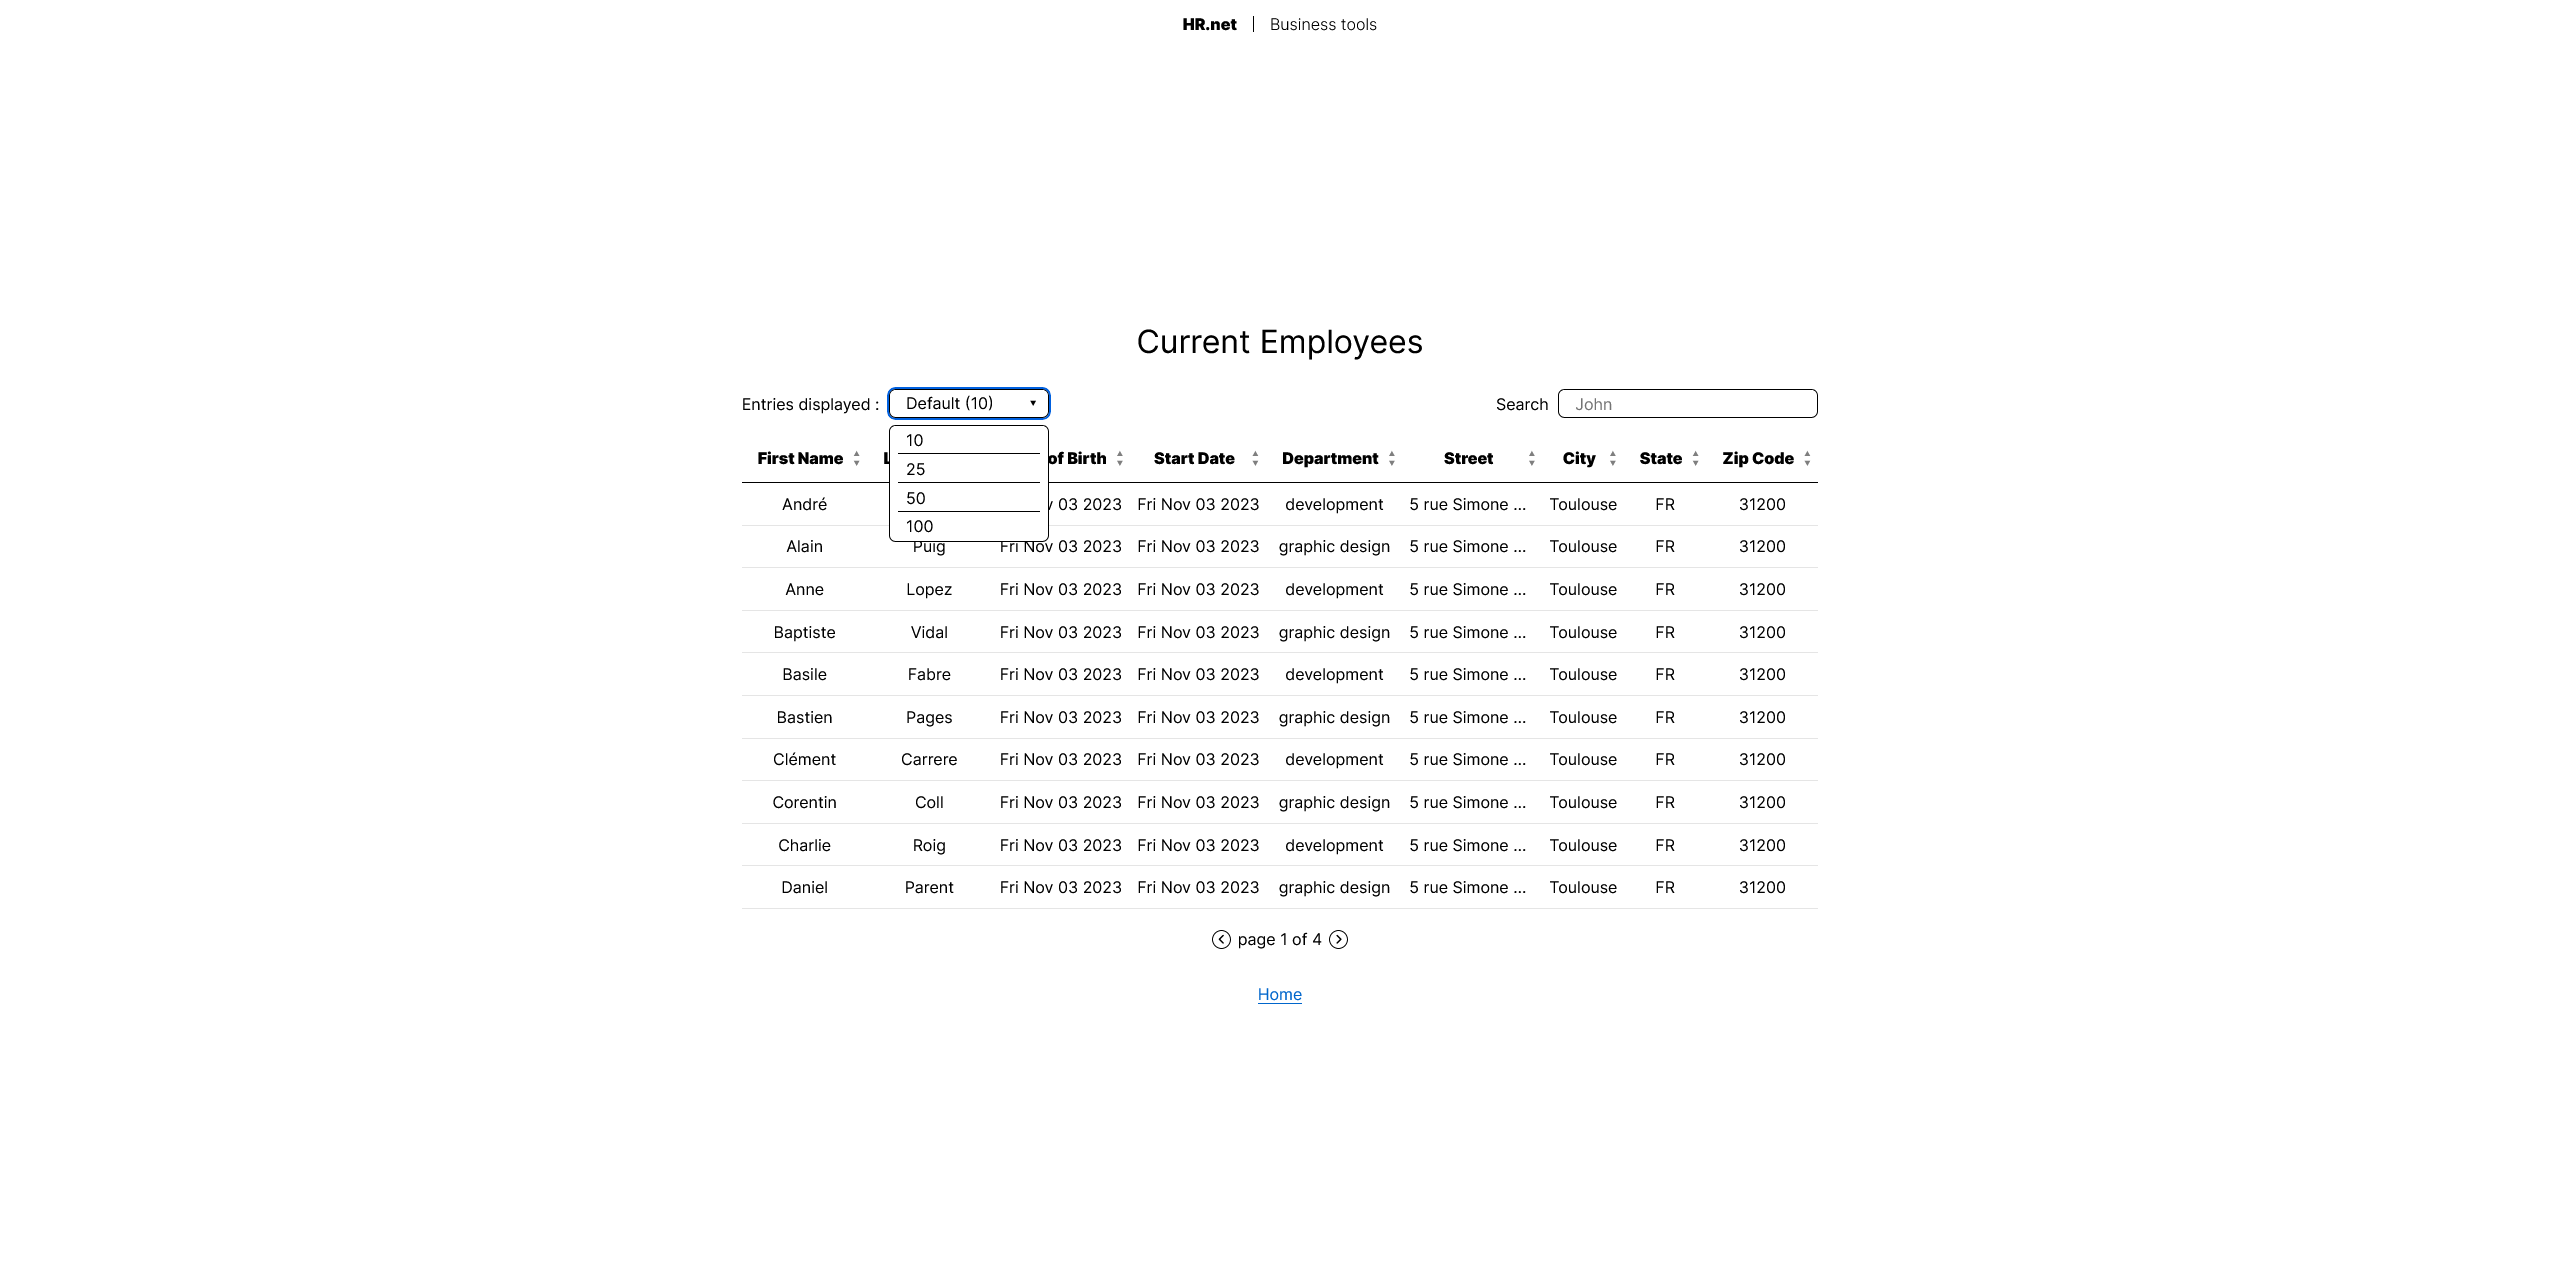 HR.net | Business tools
Current Employees
Entries displayed : Default (10) ▾ Search John
10
25
50
100
First Name of Birth Start Date Department Street City State Zip Code
André 03 2023 Fri Nov 03 2023 development 5 rue Simone ... Toulouse FR 31200
Alain Puig Fri Nov 03 2023 Fri Nov 03 2023 graphic design 5 rue Simone ... Toulouse FR 31200
Anne Lopez Fri Nov 03 2023 Fri Nov 03 2023 development 5 rue Simone ... Toulouse FR 31200
Baptiste Vidal Fri Nov 03 2023 Fri Nov 03 2023 graphic design 5 rue Simone ... Toulouse FR 31200
Basile Fabre Fri Nov 03 2023 Fri Nov 03 2023 development 5 rue Simone ... Toulouse FR 31200
Bastien Pages Fri Nov 03 2023 Fri Nov 03 2023 graphic design 5 rue Simone ... Toulouse FR 31200
Clément Carrere Fri Nov 03 2023 Fri Nov 03 2023 development 5 rue Simone ... Toulouse FR 31200
Corentin Coll Fri Nov 03 2023 Fri Nov 03 2023 graphic design 5 rue Simone ... Toulouse FR 31200
Charlie Roig Fri Nov 03 2023 Fri Nov 03 2023 development 5 rue Simone ... Toulouse FR 31200
Daniel Parent Fri Nov 03 2023 Fri Nov 03 2023 graphic design 5 rue Simone ... Toulouse FR 31200
page 1 of 4
Home